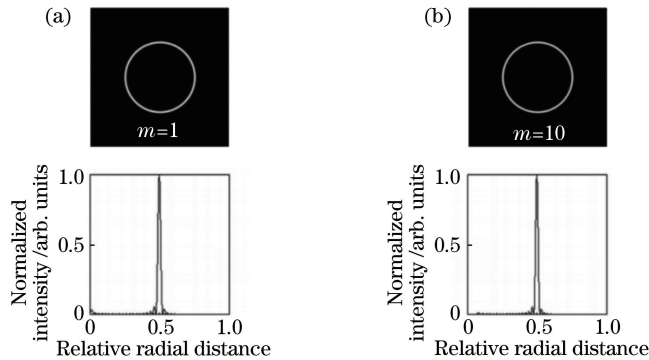 (a)
m=1
1.0
0.5
0
0
0.5
1.0
Normalized
intensity /arb. units
Relative radial distance
(b)
m=10
1.0
0.5
0
0
0.5
1.0
Normalized
intensity /arb. units
Relative radial distance